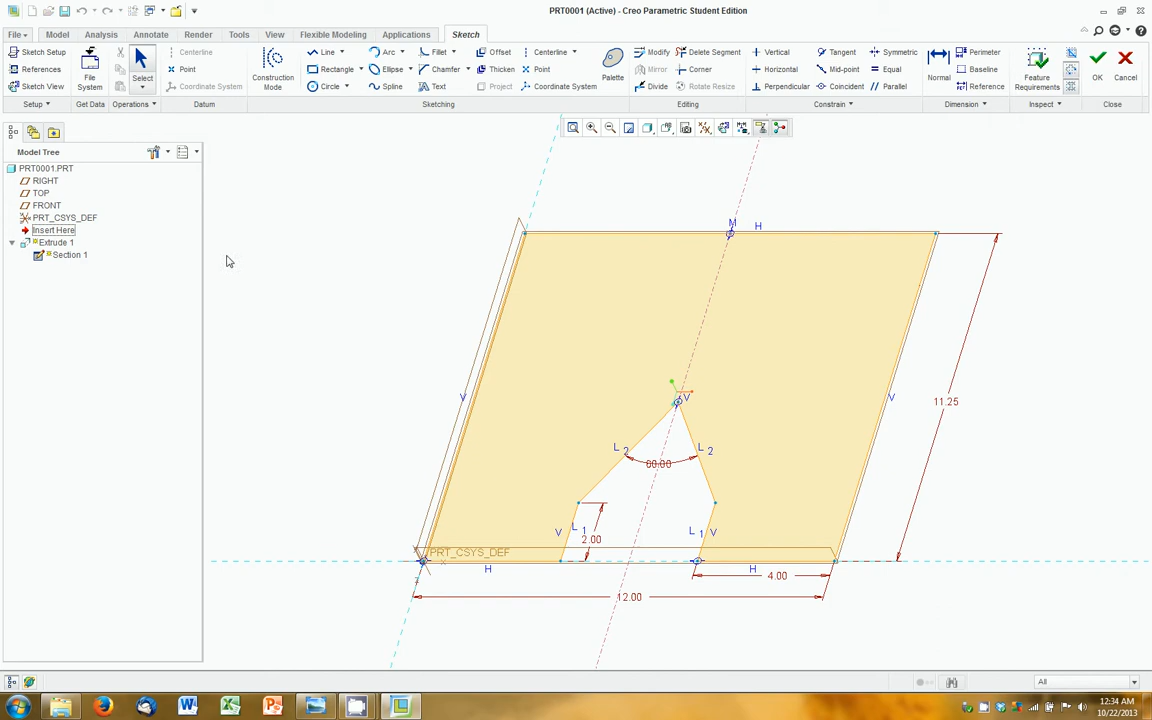 PRT0001 (Active) - Creo Parametric Student Edition
File Model Analysis Annotate Render Tools View Flexible Modeling Applications Sketch
Sketch Setup
References
Sketch View
Setup
File System
Get Data
Select
Operations
Centerline
Point
Coordinate System
Datum
Construction Mode
Line Arc Fillet Offset Centerline
Rectangle Ellipse Chamfer Thicken Point
Circle Spline Text Project Coordinate System
Sketching
Palette
Modify Delete Segment
Mirror Corner
Divide Rotate Resize
Editing
Vertical Tangent Symmetric
Horizontal Mid-point Equal
Perpendicular Coincident Parallel
Constrain
Normal
Perimeter
Baseline
Reference
Dimension
Feature Requirements
Inspect
OK
Cancel
Close
Model Tree
PRT0001.PRT
RIGHT
TOP
FRONT
PRT_CSYS_DEF
Insert Here
Extrude 1
Section 1
M H
V V
11.25
V
L 2 L 2
V L 1 L 1 V
2.00
PRT_CSYS_DEF
H H
4.00
12.00
All
12:34 AM
10/22/2013